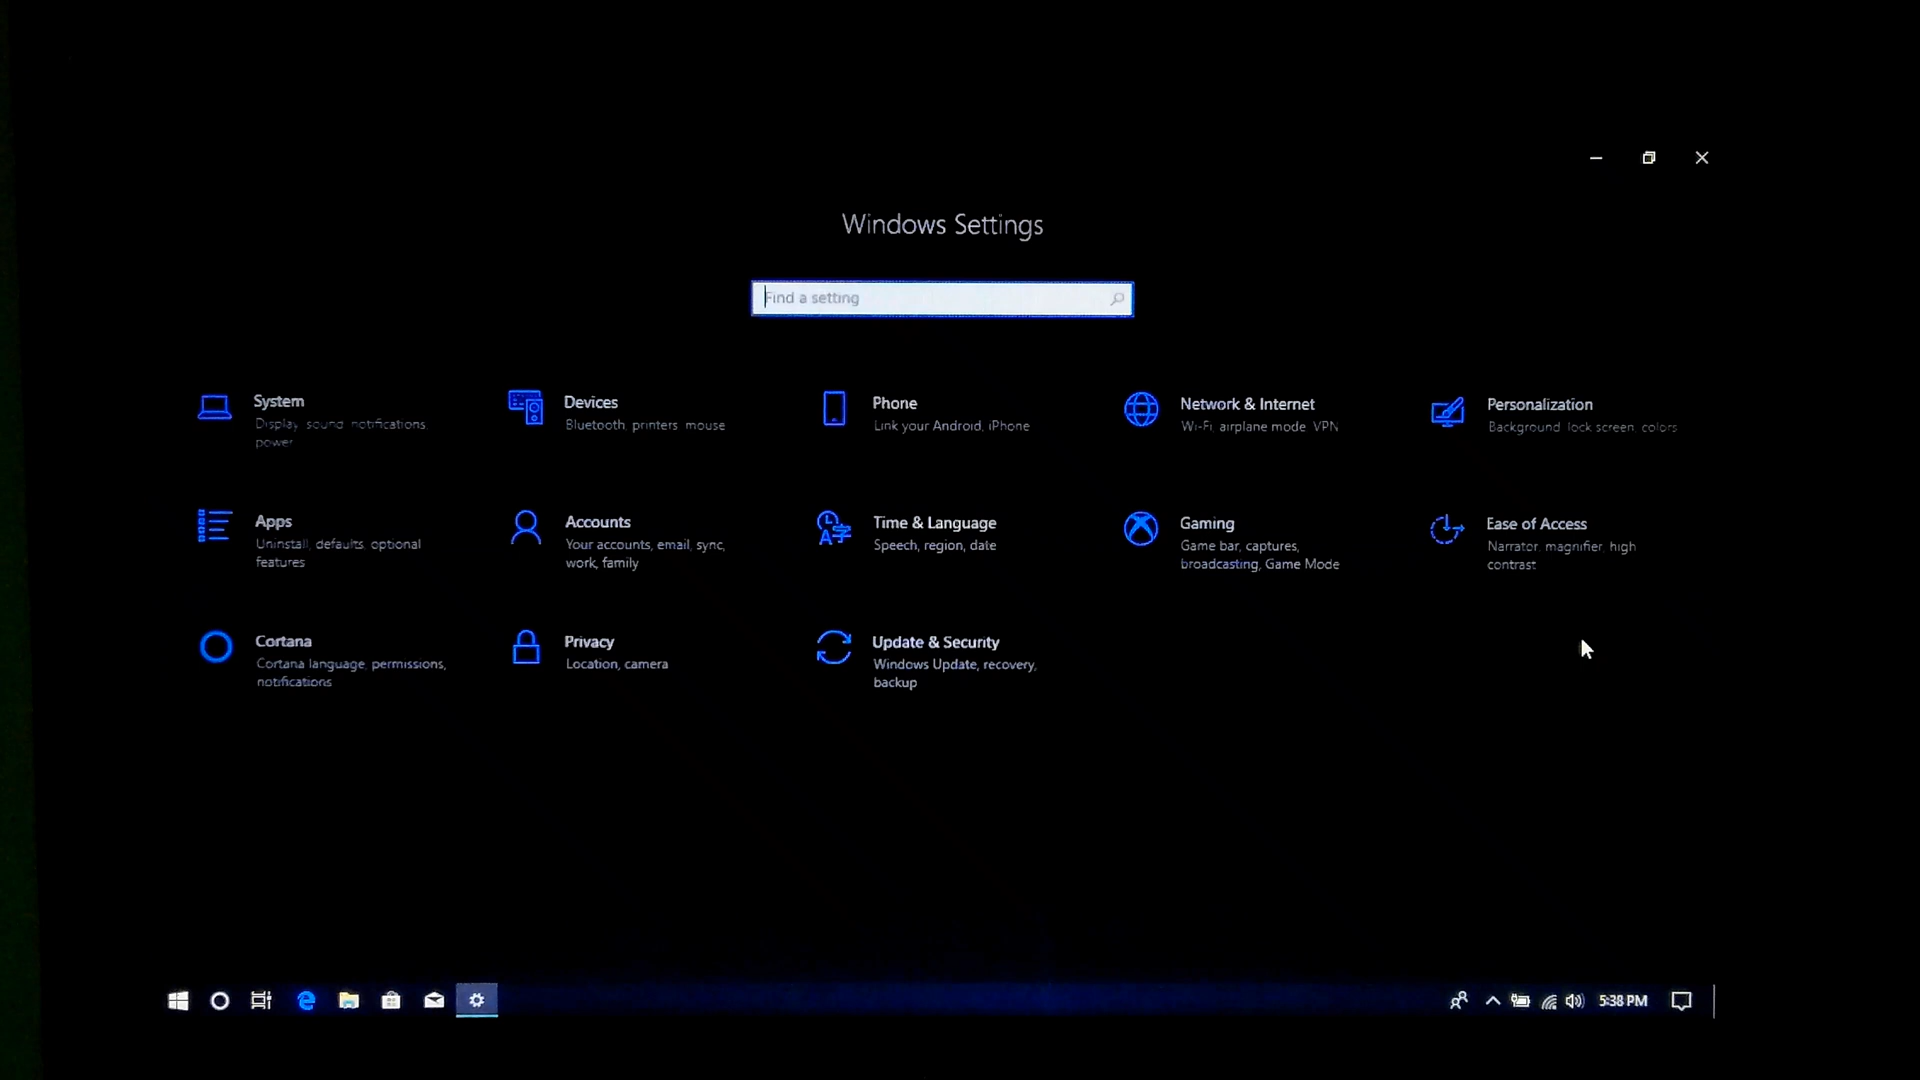 Windows Settings
Find a setting
System
Display, sound, notifications,
power
Devices
Bluetooth, printers, mouse
Phone
Link your Android, iPhone
Network & Internet
Wi-Fi, airplane mode, VPN
Personalization
Background, lock screen, colors
Apps
Uninstall, defaults, optional
features
Accounts
Your accounts, email, sync,
work, family
Time & Language
Speech, region, date
Gaming
Game bar, captures,
broadcasting, Game Mode
Ease of Access
Narrator, magnifier, high
contrast
Cortana
Cortana language, permissions,
notifications
Privacy
Location, camera
Update & Security
Windows Update, recovery,
backup
5:38 PM